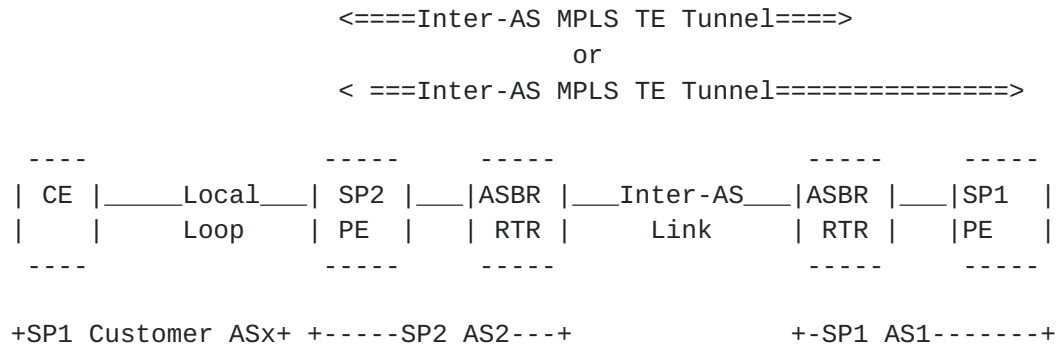 <====Inter-AS MPLS TE Tunnel====>
                                    or
                     < ===Inter-AS MPLS TE Tunnel===============>

 ----               -----     -----                -----     -----
| CE |_____Local___| SP2 |___|ASBR |___Inter-AS___|ASBR |___|SP1  |
|    |     Loop    | PE  |   | RTR |     Link     | RTR |   |PE   |
 ----               -----     -----                -----     -----

+SP1 Customer ASx+ +-----SP2 AS2---+              +-SP1 AS1-------+